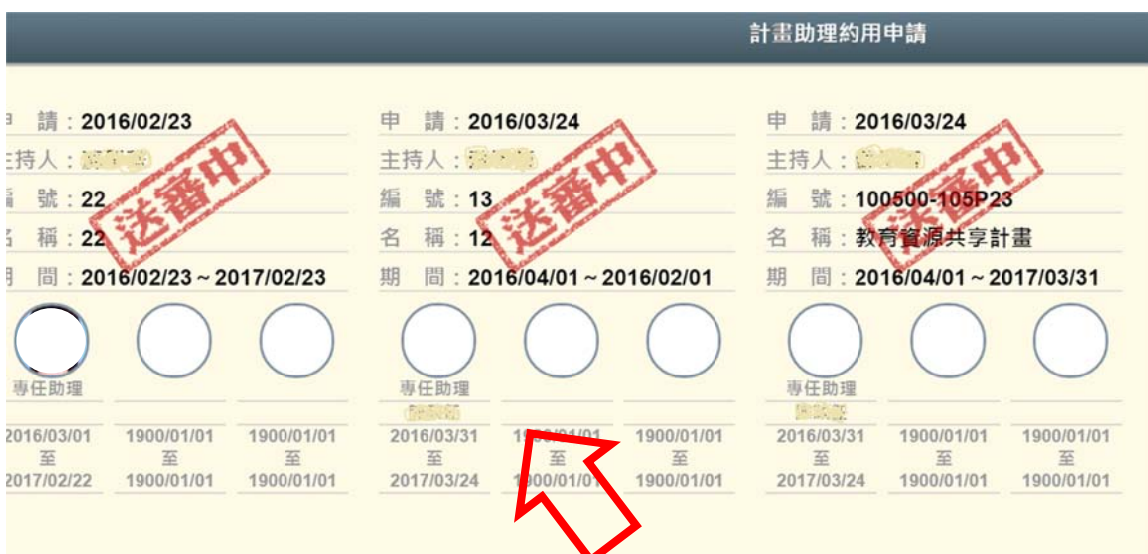 計畫助理約用申請
請：2016/02/23
主持人：
號：22
稱：22
間：2016/02/23～2017/02/23
送審中
專任助理
2016/03/01 至 2017/02/22
1900/01/01 至 1900/01/01
1900/01/01 至 1900/01/01
申 請：2016/03/24
主持人：
編 號：13
名 稱：12
期 間：2016/04/01～2016/02/01
送審中
專任助理
2016/03/31 至 2017/03/24
1900/01/01 至 1900/01/01
1900/01/01 至 1900/01/01
申 請：2016/03/24
主持人：
編 號：100500-105P23
名 稱：教育資源共享計畫
期 間：2016/04/01～2017/03/31
送審中
專任助理
2016/03/31 至 2017/03/24
1900/01/01 至 1900/01/01
1900/01/01 至 1900/01/01